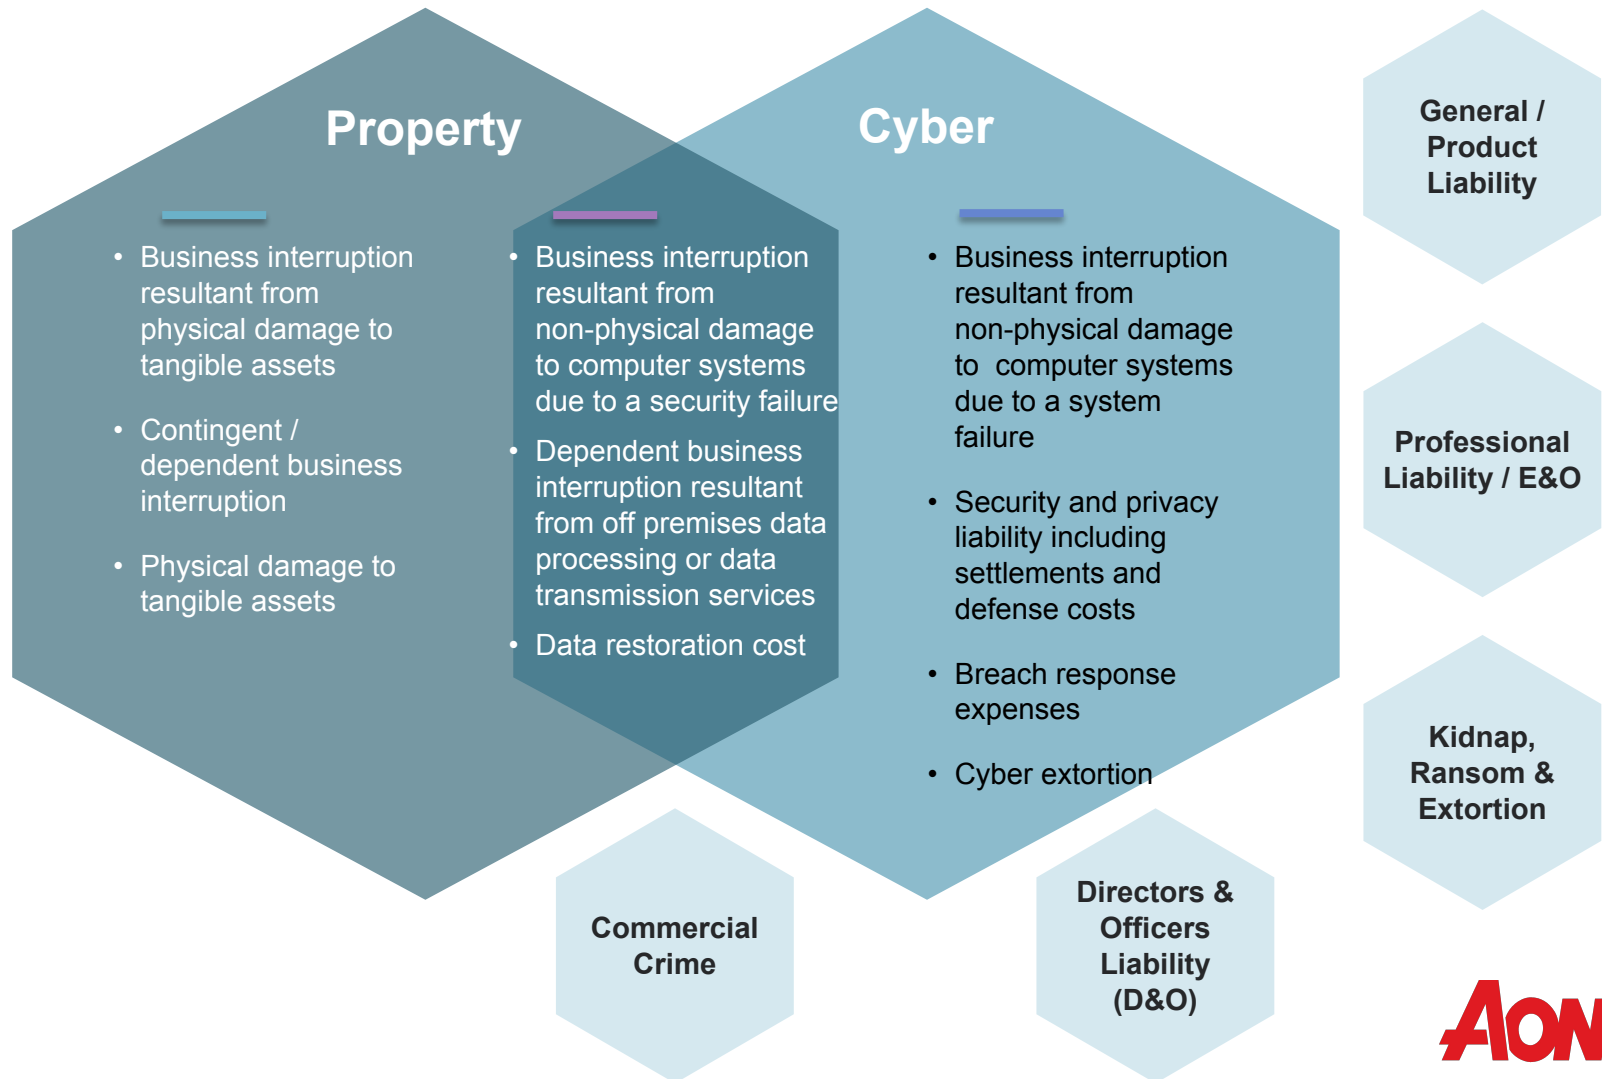 Property
• Business interruption
resultant from
physical damage to
tangible assets
• Contingent /
dependent business
interruption
• Physical damage to
tangible assets
• Business interruption
resultant from
non-physical damage
to computer systems
due to a security failure
• Dependent business
interruption resultant
from off premises data
processing or data
transmission services
• Data restoration cost
Cyber
• Business interruption
resultant from
non-physical damage
to  computer systems
due to a system
failure
• Security and privacy
liability including
settlements and
defense costs
• Breach response
expenses
• Cyber extortion
General /
Product
Liability
Professional
Liability / E&O
Kidnap,
Ransom &
Extortion
Commercial
Crime
Directors &
Officers
Liability
(D&O)
AON